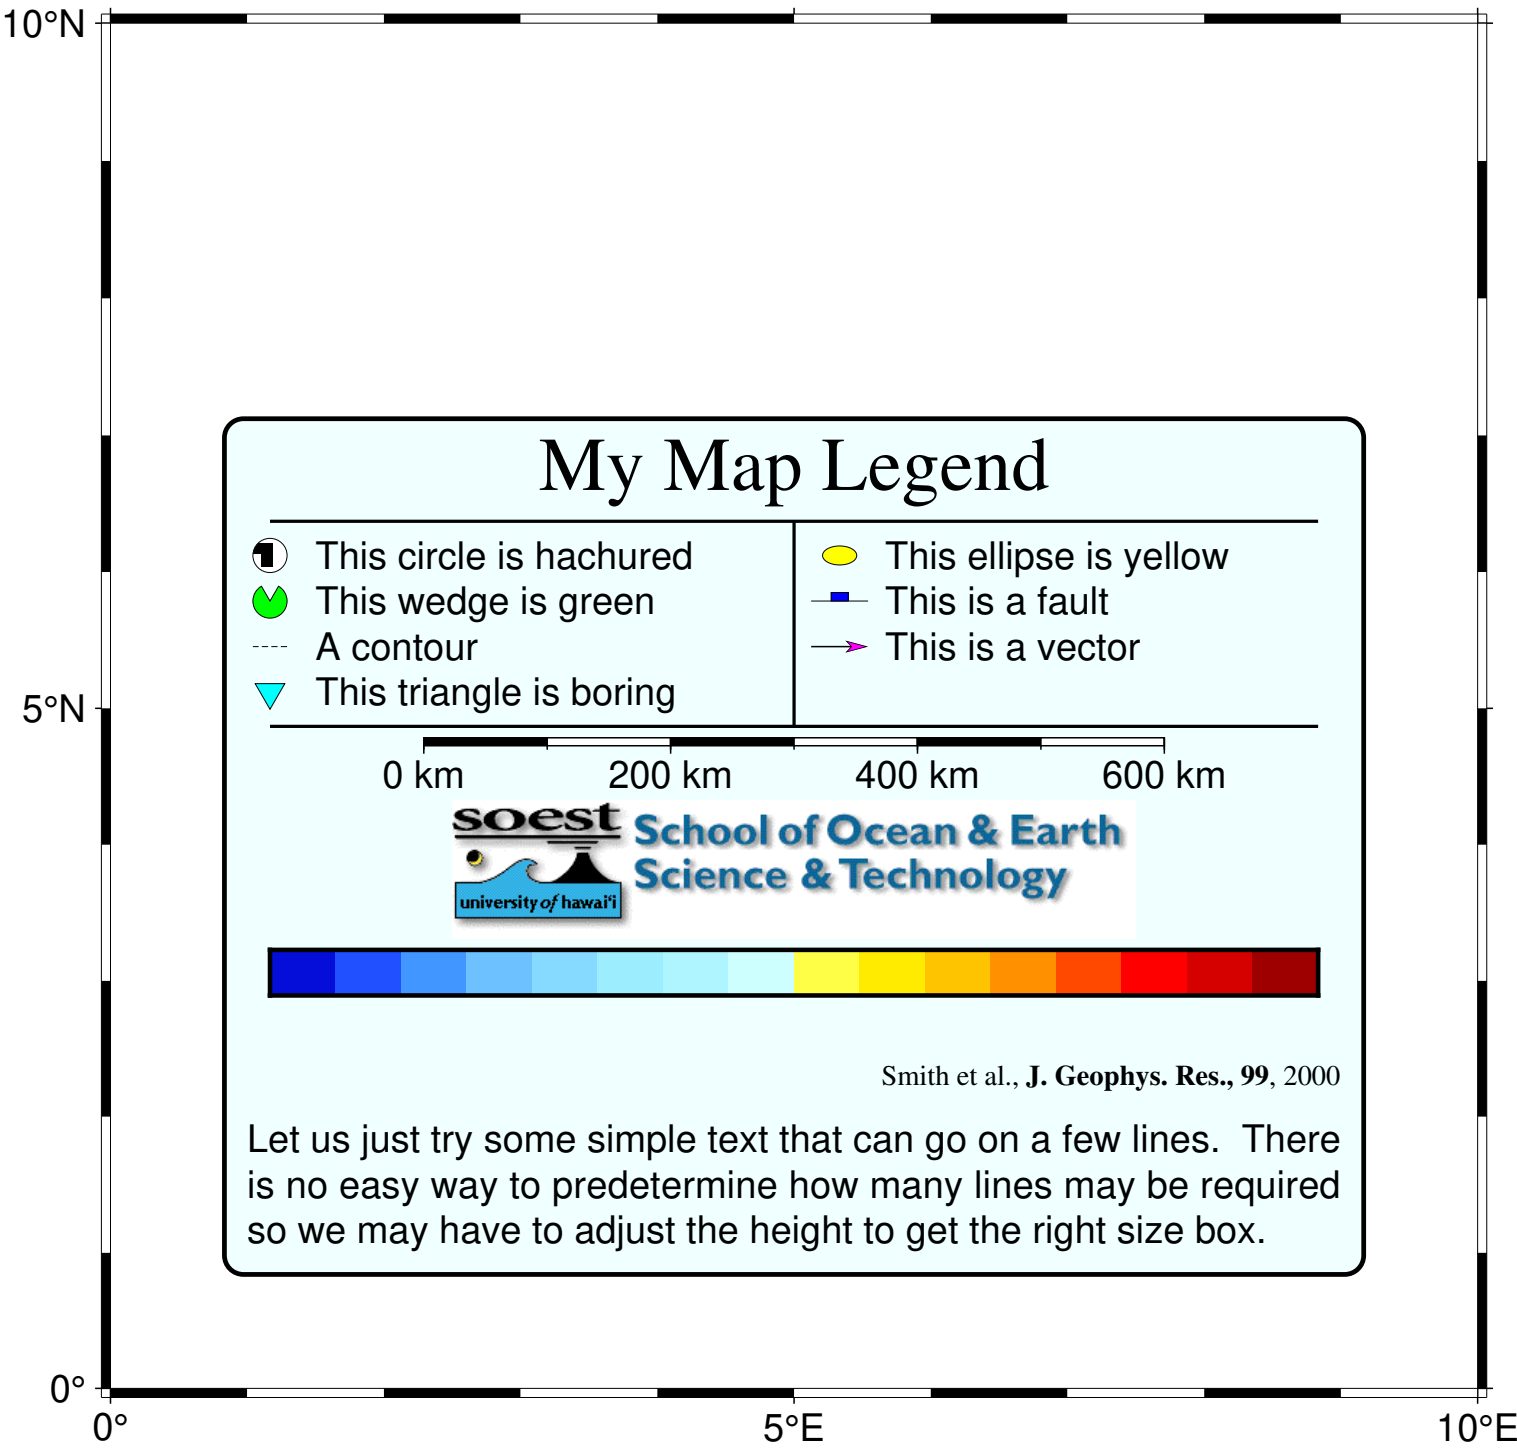 10°N
My Map Legend
This circle is hachured
This ellipse is yellow
This wedge is green
This is a fault
A contour
This is a vector
This triangle is boring
5°N
0 km 200 km 400 km 600 km
soest
School of Ocean & Earth
Science & Technology
university of hawai'i
Smith et al., J. Geophys. Res., 99, 2000
Let us just try some simple text that can go on a few lines. There
is no easy way to predetermine how many lines may be required
so we may have to adjust the height to get the right size box.
0°
0° 5°E 10°E